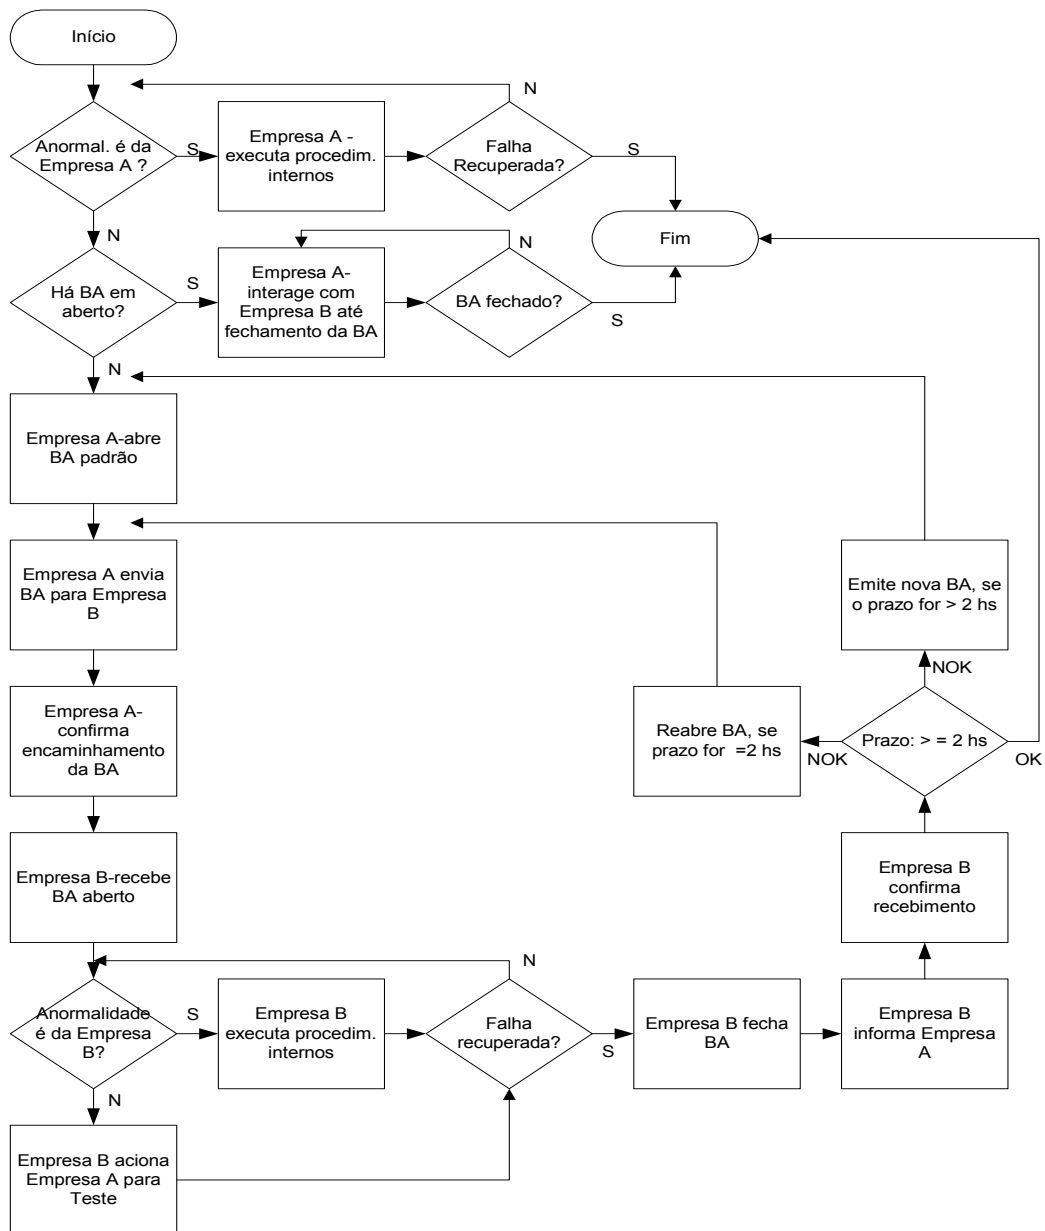 Início
N
Anormal. é da
Empresa A ?
S
Empresa A -
executa procedim.
internos
Falha
Recuperada?
S
N
Fim
N
Há BA em
aberto?
S
Empresa A-
interage com
Empresa B até
fechamento da BA
BA fechado?
S
N
Empresa A-abre
BA padrão
Empresa A envia
BA para Empresa
B
Emite nova BA, se
o prazo for > 2 hs
NOK
Empresa A-
confirma
encaminhamento
da BA
Reabre BA, se
prazo for =2 hs
NOK
Prazo: > = 2 hs
OK
Empresa B-recebe
BA aberto
Empresa B
confirma
recebimento
N
Anormalidade
é da Empresa
B?
S
Empresa B
executa procedim.
internos
Falha
recuperada?
S
Empresa B fecha
BA
Empresa B
informa Empresa
A
N
Empresa B aciona
Empresa A para
Teste